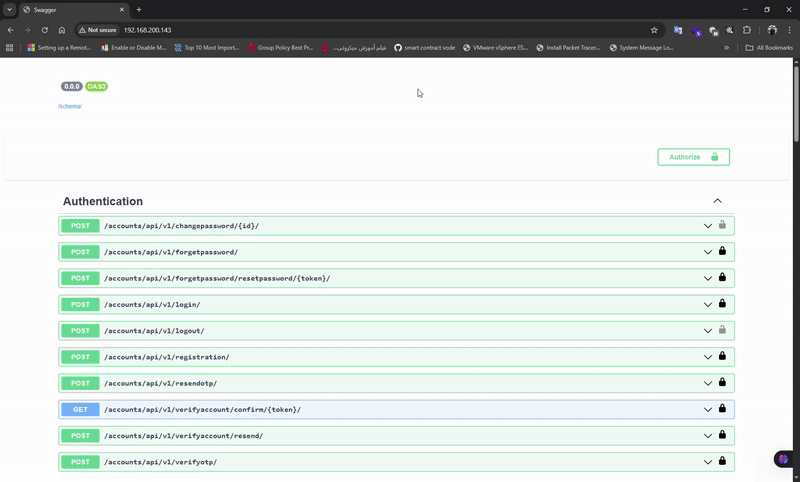 Swagger
Not secure 192.168.200.143
Setting up a Remot... Enable or Disable M... Top 10 Most Import... Group Policy Best Pr... فیلم آموزش میکروتی... smart contract vode VMware vSphere ES... Install Packet Tracer... System Message Lo... All Bookmarks
0.0.0 OAS3
/schema/
Authorize
Authentication
POST /accounts/api/v1/changepassword/{id}/
POST /accounts/api/v1/forgetpassword/
POST /accounts/api/v1/forgetpassword/resetpassword/{token}/
POST /accounts/api/v1/login/
POST /accounts/api/v1/logout/
POST /accounts/api/v1/registration/
POST /accounts/api/v1/resendotp/
GET /accounts/api/v1/verifyaccount/confirm/{token}/
POST /accounts/api/v1/verifyaccount/resend/
POST /accounts/api/v1/verifyotp/